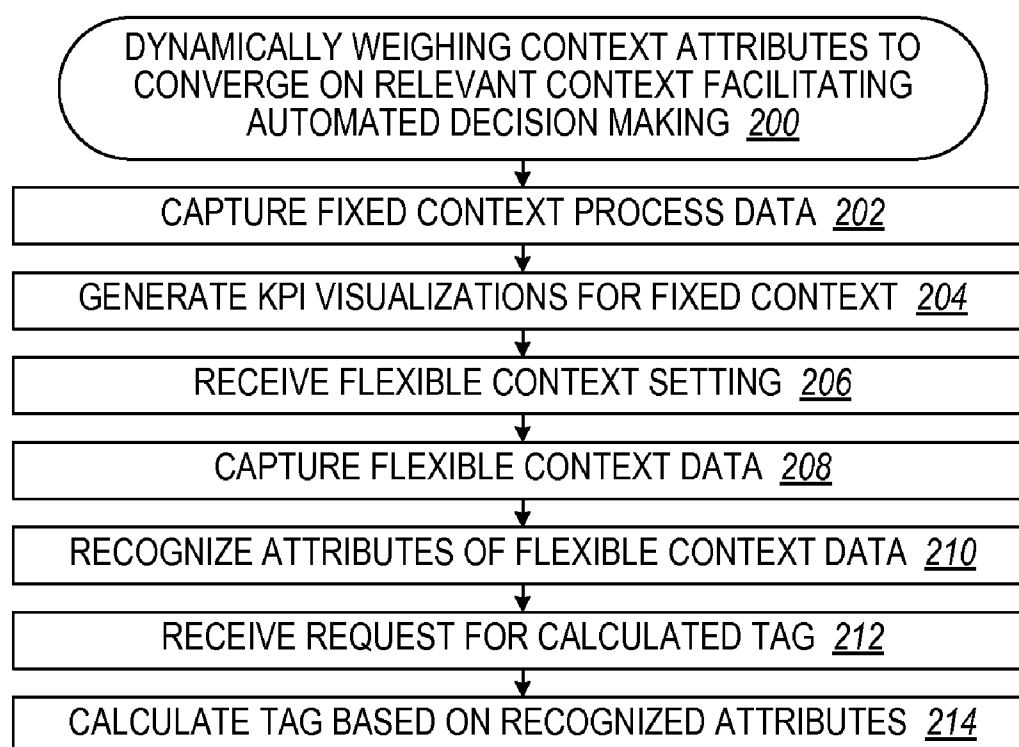 DYNAMICALLY WEIGHING CONTEXT ATTRIBUTES TO
CONVERGE ON RELEVANT CONTEXT FACILITATING
AUTOMATED DECISION MAKING 200
CAPTURE FIXED CONTEXT PROCESS DATA 202
GENERATE KPI VISUALIZATIONS FOR FIXED CONTEXT 204
RECEIVE FLEXIBLE CONTEXT SETTING 206
CAPTURE FLEXIBLE CONTEXT DATA 208
RECOGNIZE ATTRIBUTES OF FLEXIBLE CONTEXT DATA 210
RECEIVE REQUEST FOR CALCULATED TAG 212
CALCULATE TAG BASED ON RECOGNIZED ATTRIBUTES 214